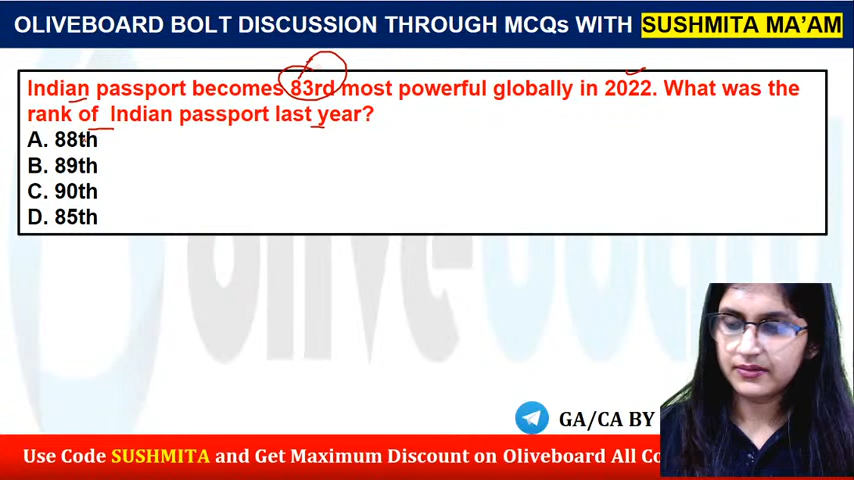 OLIVEBOARD BOLT DISCUSSION THROUGH MCQs WITH SUSHMITA MA'AM
Indian passport becomes 83rd most powerful globally in 2022. What was the
rank of Indian passport last year?
A. 88th
B. 89th
C. 90th
D. 85th
oliveboard
GA/CA BY
Use Code SUSHMITA and Get Maximum Discount on Oliveboard All Co